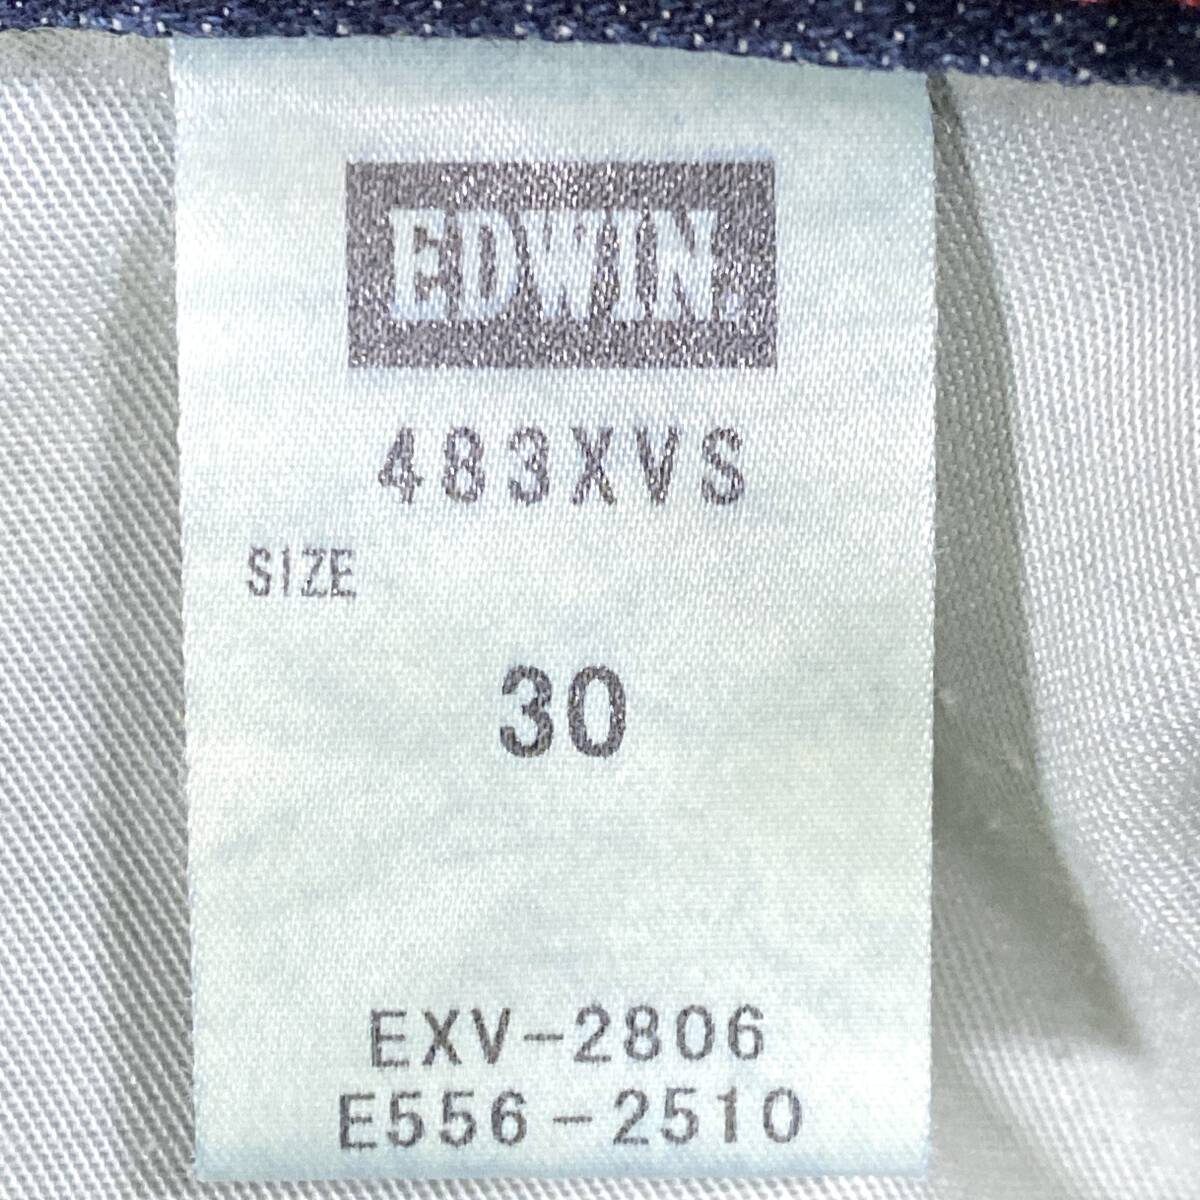 EDWIN.
483XVS
SIZE
30
EXV-2806
E556-2510